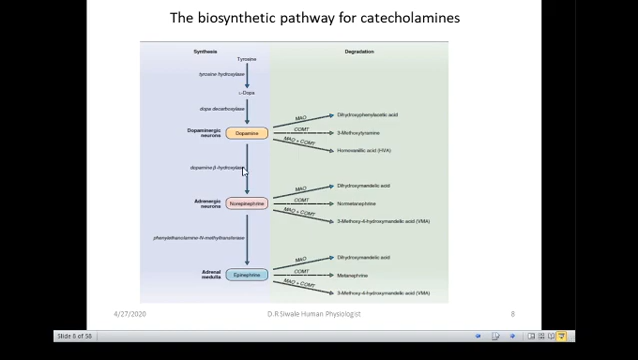 The biosynthetic pathway for catecholamines
Synthesis
Degradation
Tyrosine
tyrosine hydroxylase
L-Dopa
dopa decarboxylase
Dopaminergic
neurons
Dopamine
MAO
Dihydroxyphenylacetic acid
COMT
3-Methoxytyramine
MAO + COMT
Homovanillic acid (HVA)
dopamine β-hydroxylase
Adrenergic
neurons
Norepinephrine
MAO
Dihydroxymandelic acid
COMT
Normetanephrine
MAO + COMT
3-Methoxy-4-hydroxymandelic acid (VMA)
phenylethanolamine-N-methyltransferase
Adrenal
medulla
Epinephrine
MAO
Dihydroxymandelic acid
COMT
Metanephrine
MAO + COMT
3-Methoxy-4-hydroxymandelic acid (VMA)
4/27/2020
D.R Siwale Human Physiologist
8
Slide 8 of 58